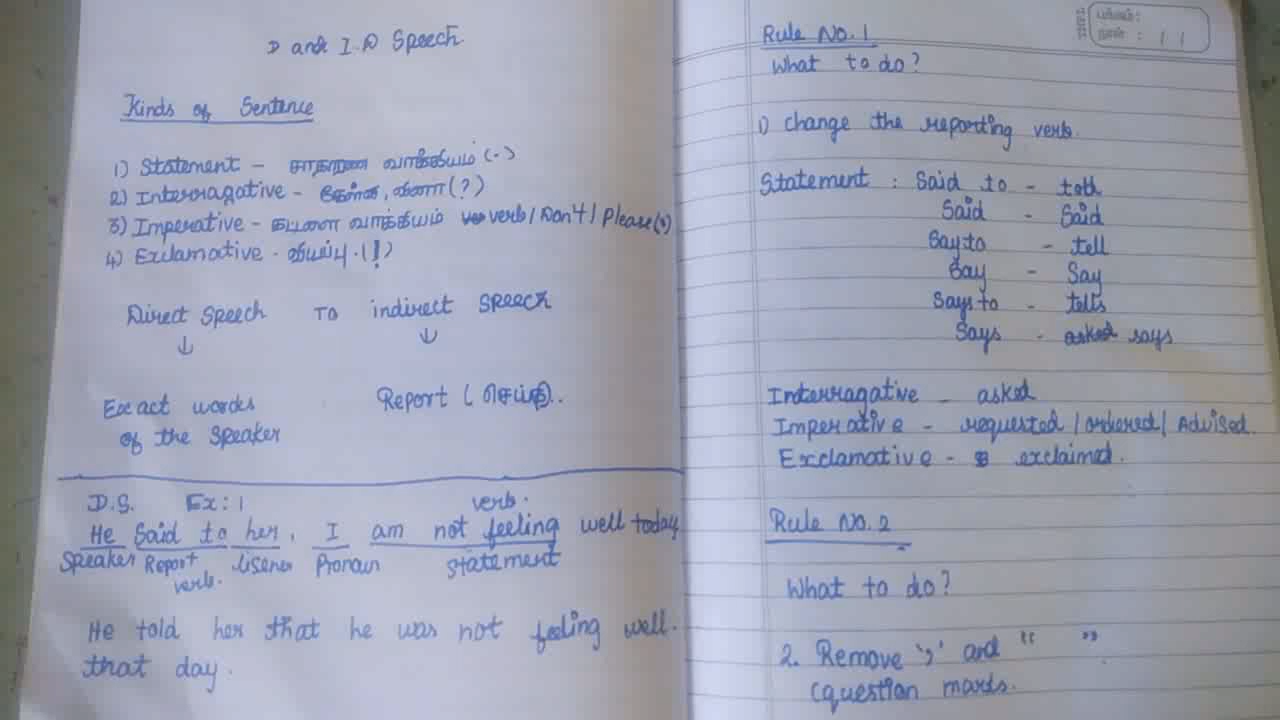 D and I.D Speech.
Kinds of Sentance
1) Statement - சாதாரண வாக்கியம் (.)
2) Interragative - கேள்வி, வினா (?)
3) Imperative - கட்டளை வாக்கியம் verb / Don't / please (.)
4) Exclamative - வியப்பு. (!)
Direct Speech To indirect Speech
↓ ↓
Exact words Report (செய்தி)..
of the Speaker
D.S. Ex: 1 verb.
He Said to her, I am not feeling well today
Speaker Report lisener Pronoun Statement
verb.
He told her that he was not feeling well.
that day.
பக்கம்:
நாள் : / /
Rule No. 1
What to do?
1) change the reporting verb.
Statement : Said to - told
Said - Said
Say to - tell
Say - Say
Says to - tells
Says - asked says
Interragative - asked
Imperative - requested / ordered / Advised.
Exclamative - exclaimed.
Rule No. 2
What to do?
2. Remove ',' and " "
(question marks.